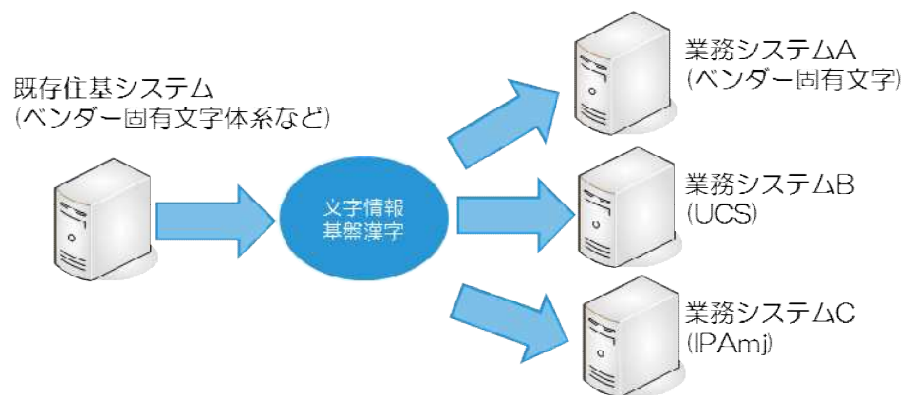 既存住基システム
(ベンダー固有文字体系など)
文字情報
基盤漢字
業務システムA
(ベンダー固有文字)
業務システムB
(UCS)
業務システムC
(IPAmj)